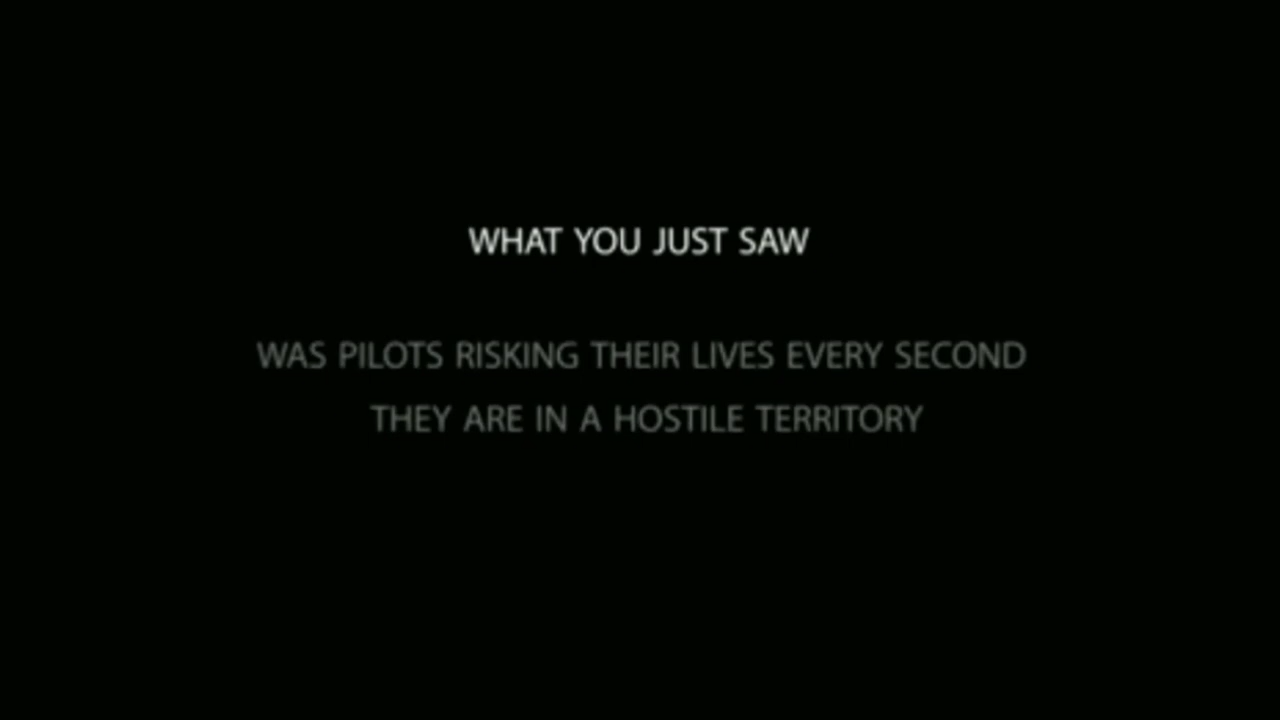 WHAT YOU JUST SAW
WAS PILOTS RISKING THEIR LIVES EVERY SECOND
THEY ARE IN A HOSTILE TERRITORY